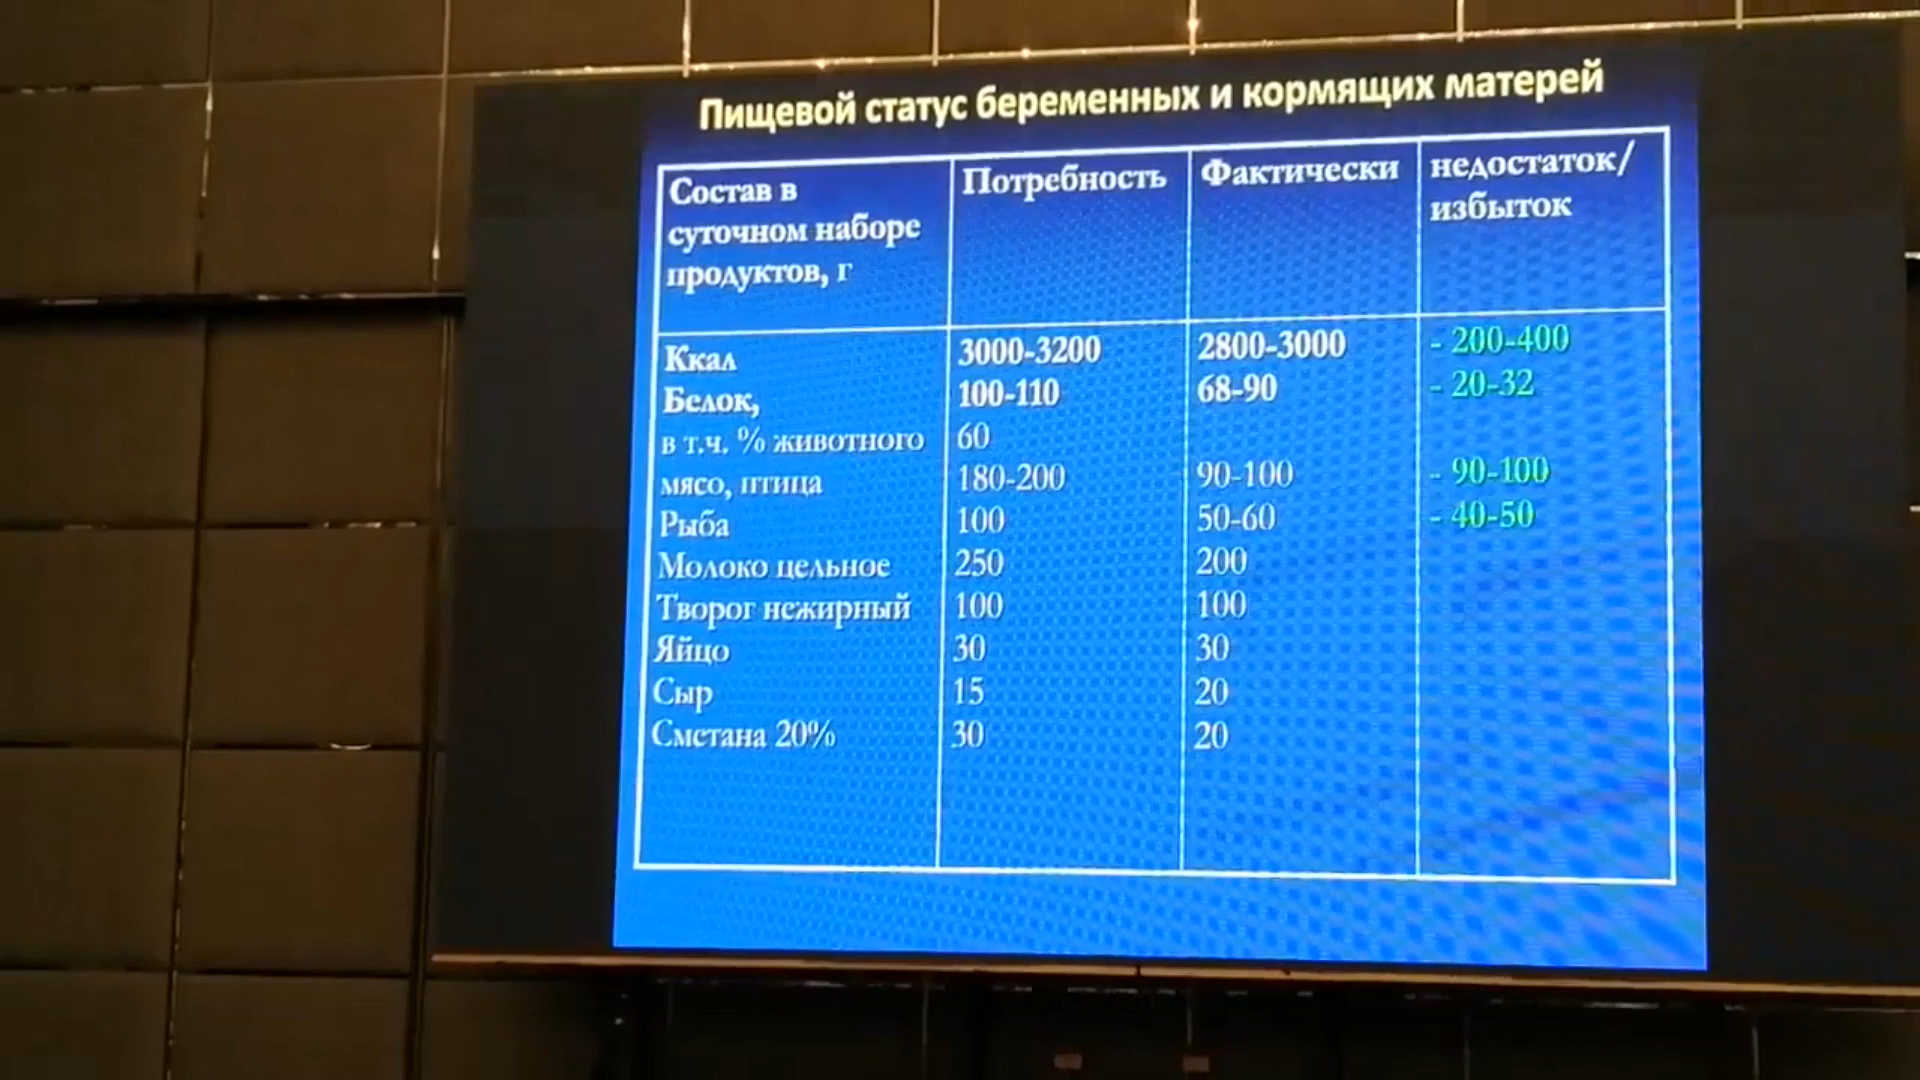 Пищевой статус беременных и кормящих матерей
Состав в
суточном наборе
продуктов, г
Потребность
Фактически
недостаток/
избыток
Ккал 3000-3200 2800-3000 - 200-400
Белок, 100-110 68-90 - 20-32
в т.ч. % животного 60
мясо, птица 180-200 90-100 - 90-100
Рыба 100 50-60 - 40-50
Молоко цельное 250 200
Творог нежирный 100 100
Яйцо 30 30
Сыр 15 20
Сметана 20% 30 20